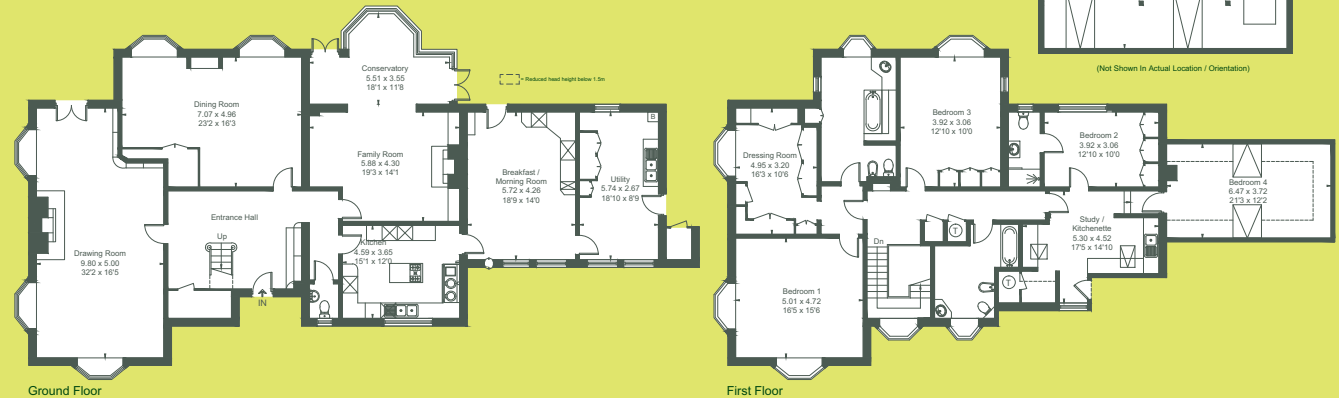 (Not Shown In Actual Location / Orientation)
= Reduced head height below 1.5m
Conservatory
5.51 x 3.55
18'1 x 11'8
Dining Room
7.07 x 4.96
23'2 x 16'3
Family Room
5.88 x 4.30
19'3 x 14'1
Breakfast /
Morning Room
5.72 x 4.26
18'9 x 14'0
B
Utility
5.74 x 2.67
18'10 x 8'9
Entrance Hall
Up
Kitchen
4.59 x 3.65
15'1 x 12'0
Drawing Room
9.80 x 5.00
32'2 x 16'5
IN
Ground Floor
Bedroom 3
3.92 x 3.06
12'10 x 10'0
Bedroom 2
3.92 x 3.06
12'10 x 10'0
Dressing Room
4.95 x 3.20
16'3 x 10'6
Bedroom 4
6.47 x 3.72
21'3 x 12'2
Study /
Kitchenette
5.30 x 4.52
17'5 x 14'10
T
Dn
T
Bedroom 1
5.01 x 4.72
16'5 x 15'6
First Floor